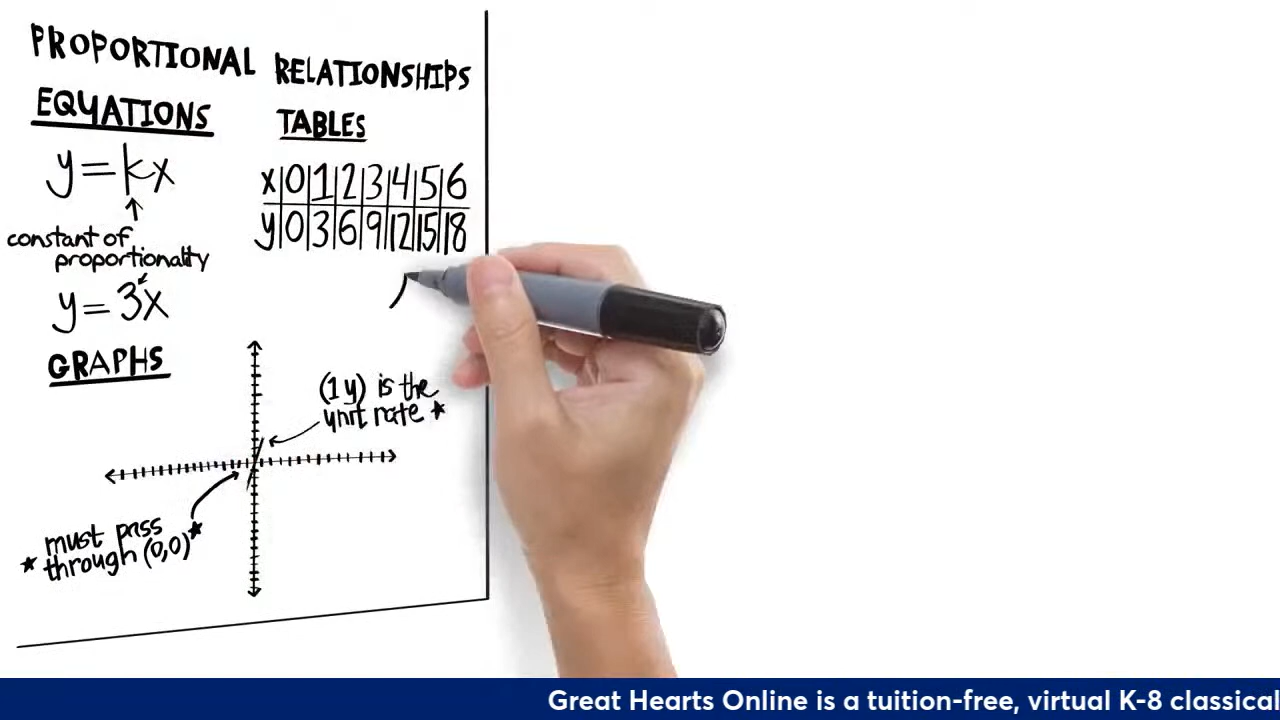 PROPORTIONAL RELATIONSHIPS
EQUATIONS
y=kx
constant of
proportionality
y=3x
TABLES
x|0|1|2|3|4|5|6
y|0|3|6|9|12|15|18
GRAPHS
(1 y) is the
unit rate *
must pass
* through (0,0)*
Great Hearts Online is a tuition-free, virtual K-8 classical